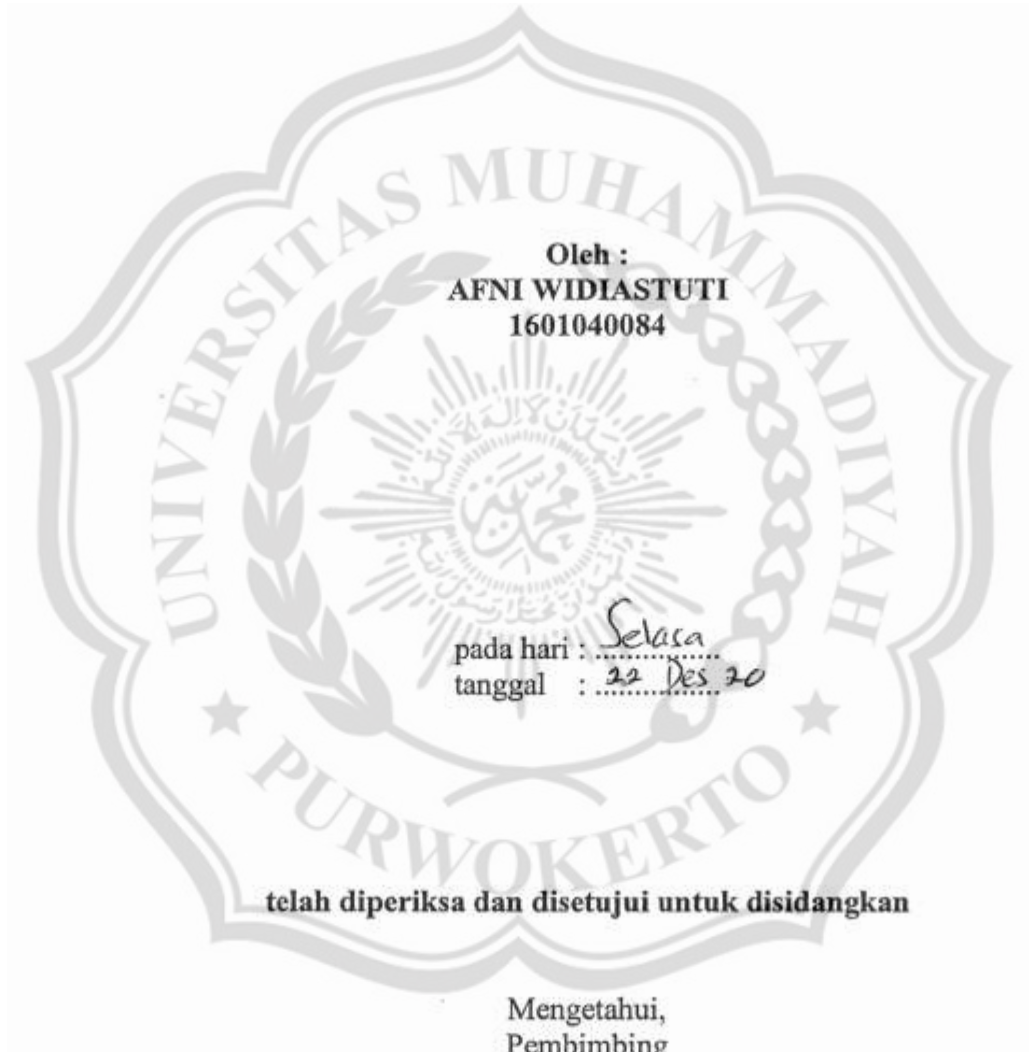 UNIVERSITAS MUHAMMADIYAH
PURWOKERTO
Oleh :
AFNI WIDIASTUTI
1601040084
pada hari : Selasa
tanggal : 22 Des 20
telah diperiksa dan disetujui untuk disidangkan
Mengetahui,
Pembimbing